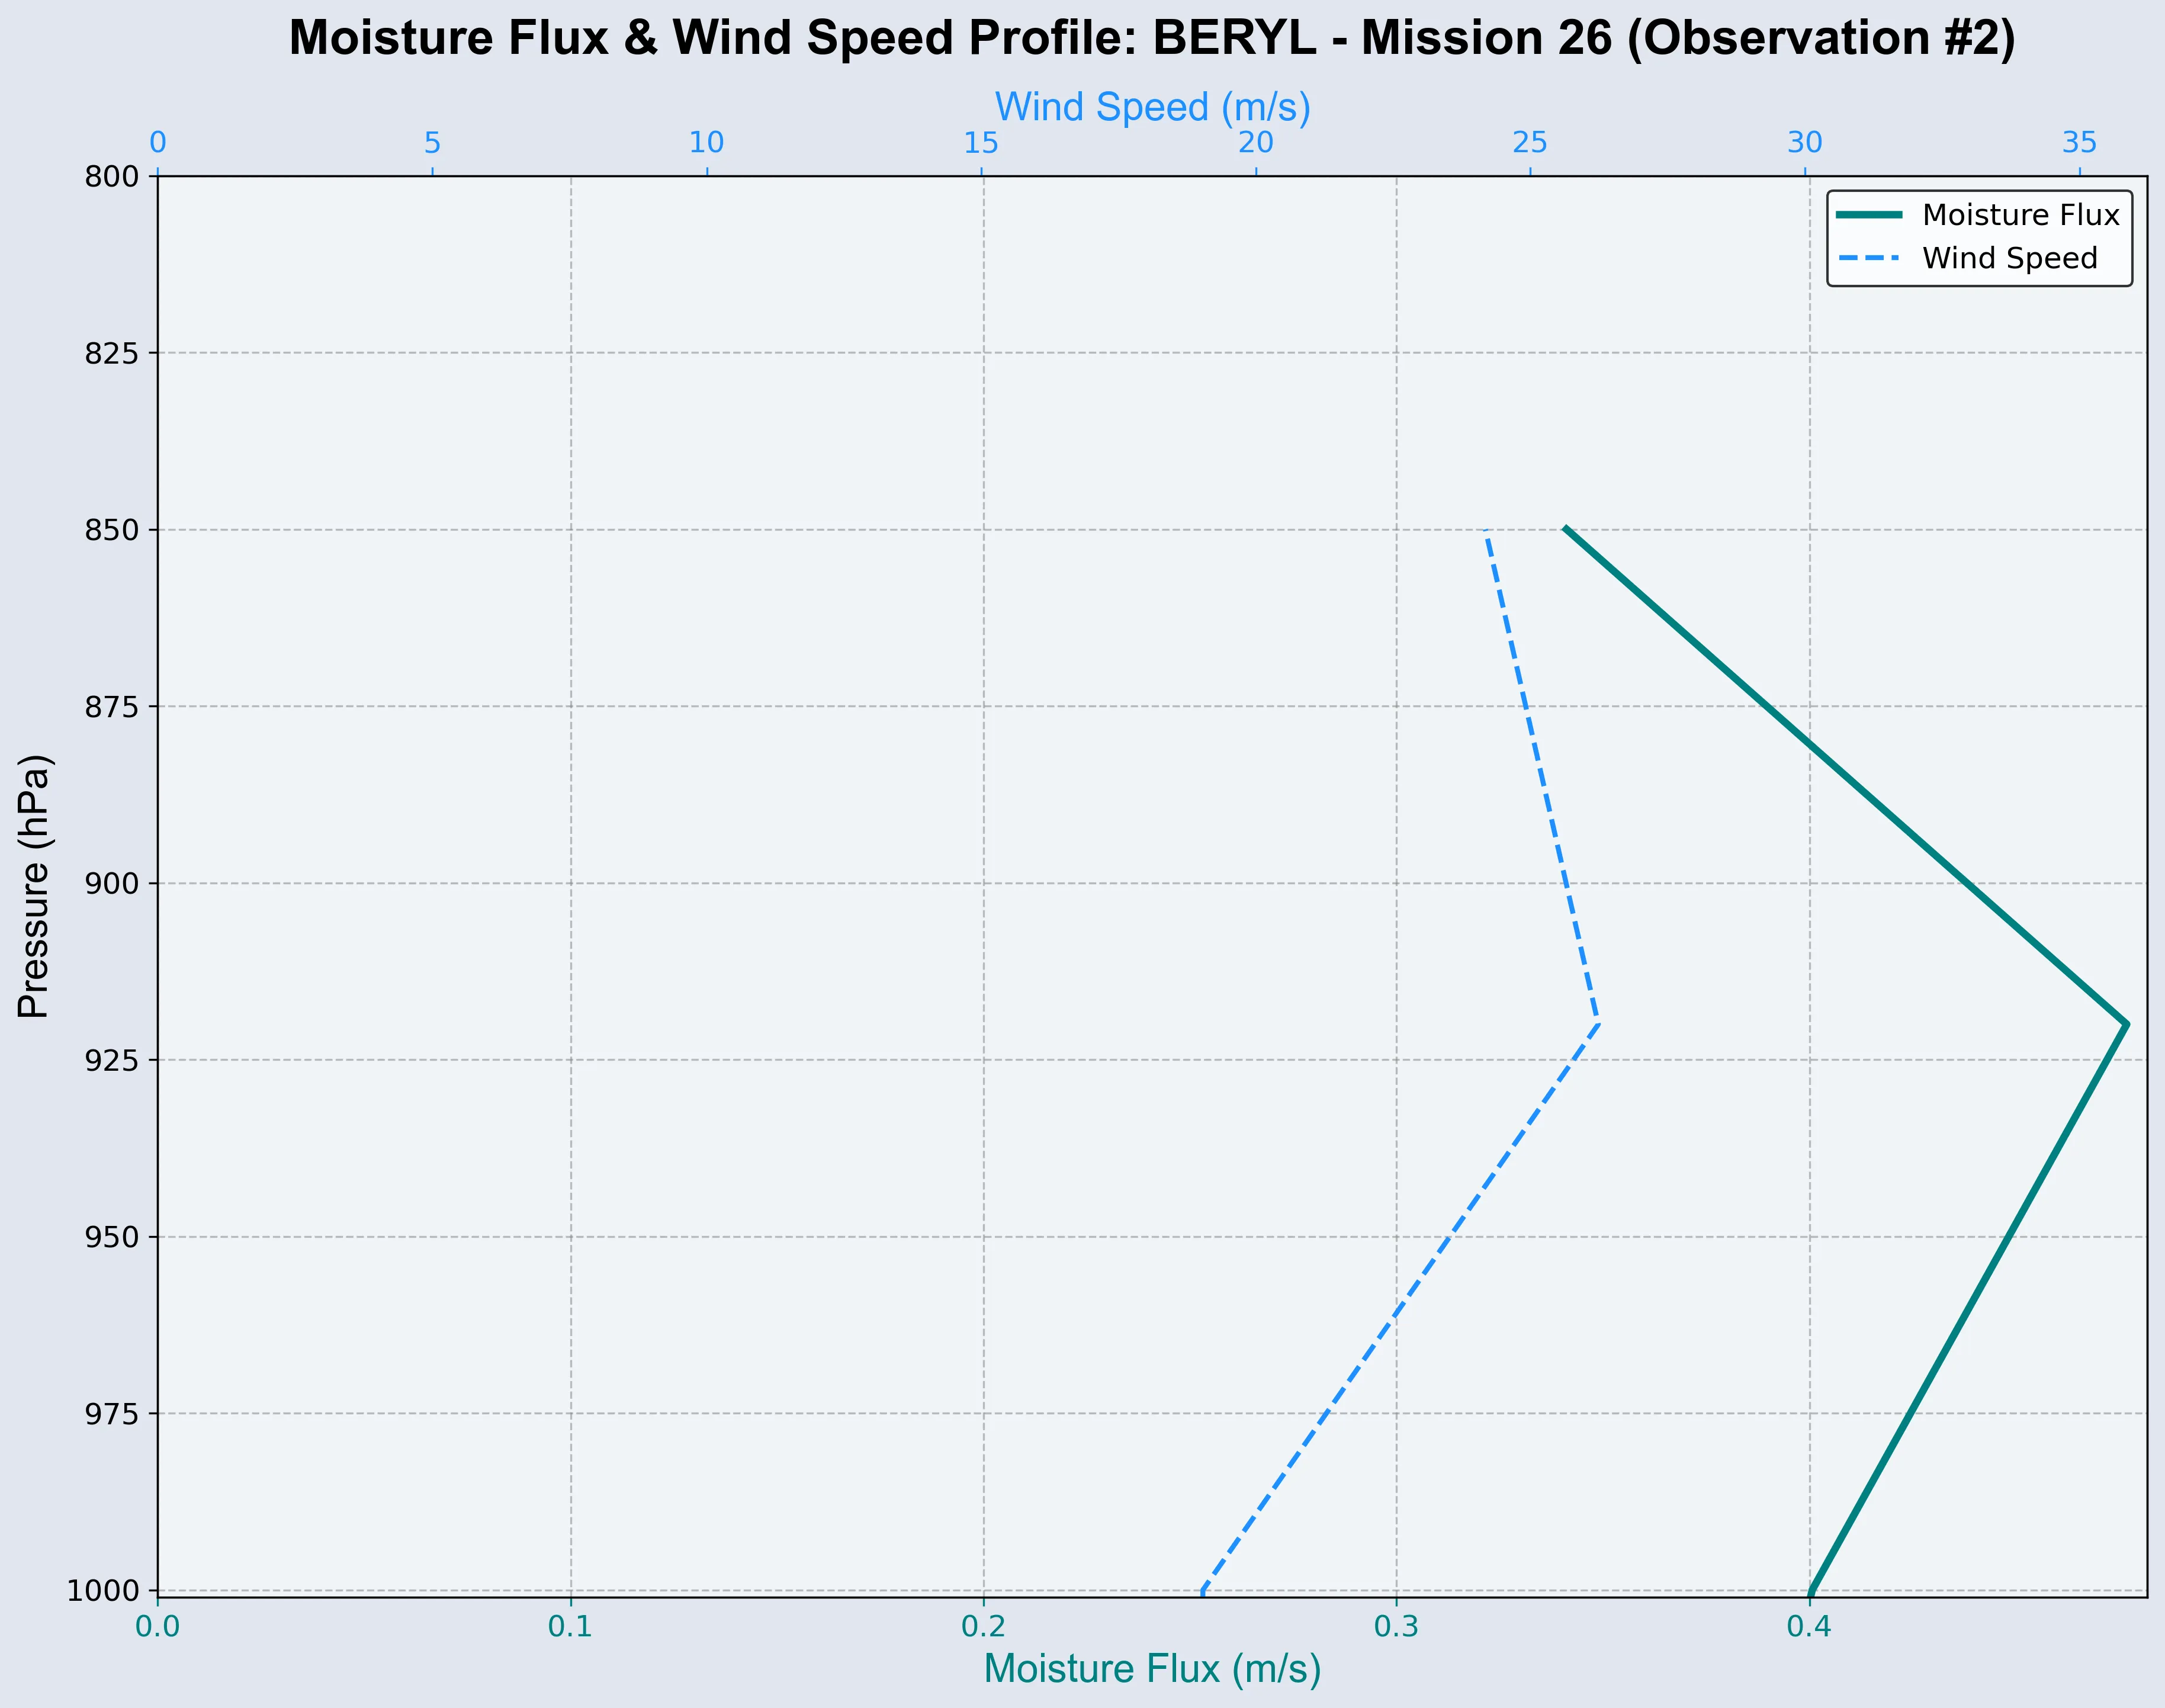 Moisture Flux & Wind Speed Profile: BERYL - Mission 26 (Observation #2)
Wind Speed (m/s)
0 5 10 15 20 25 30 35
Moisture Flux
Wind Speed
Pressure (hPa)
800
825
850
875
900
925
950
975
1000
0.0 0.1 0.2 0.3 0.4
Moisture Flux (m/s)